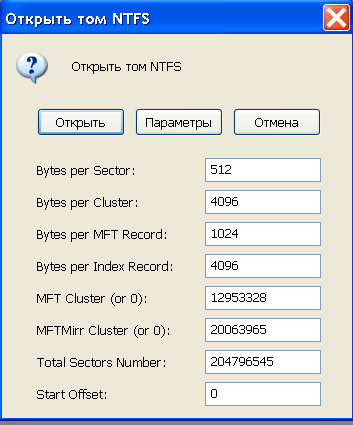 Открыть том NTFS
Открыть том NTFS
Открыть Параметры Отмена
Bytes per Sector: 512
Bytes per Cluster: 4096
Bytes per MFT Record: 1024
Bytes per Index Record: 4096
MFT Cluster (or 0): 12953328
MFTMirr Cluster (or 0): 20063965
Total Sectors Number: 204796545
Start Offset: 0